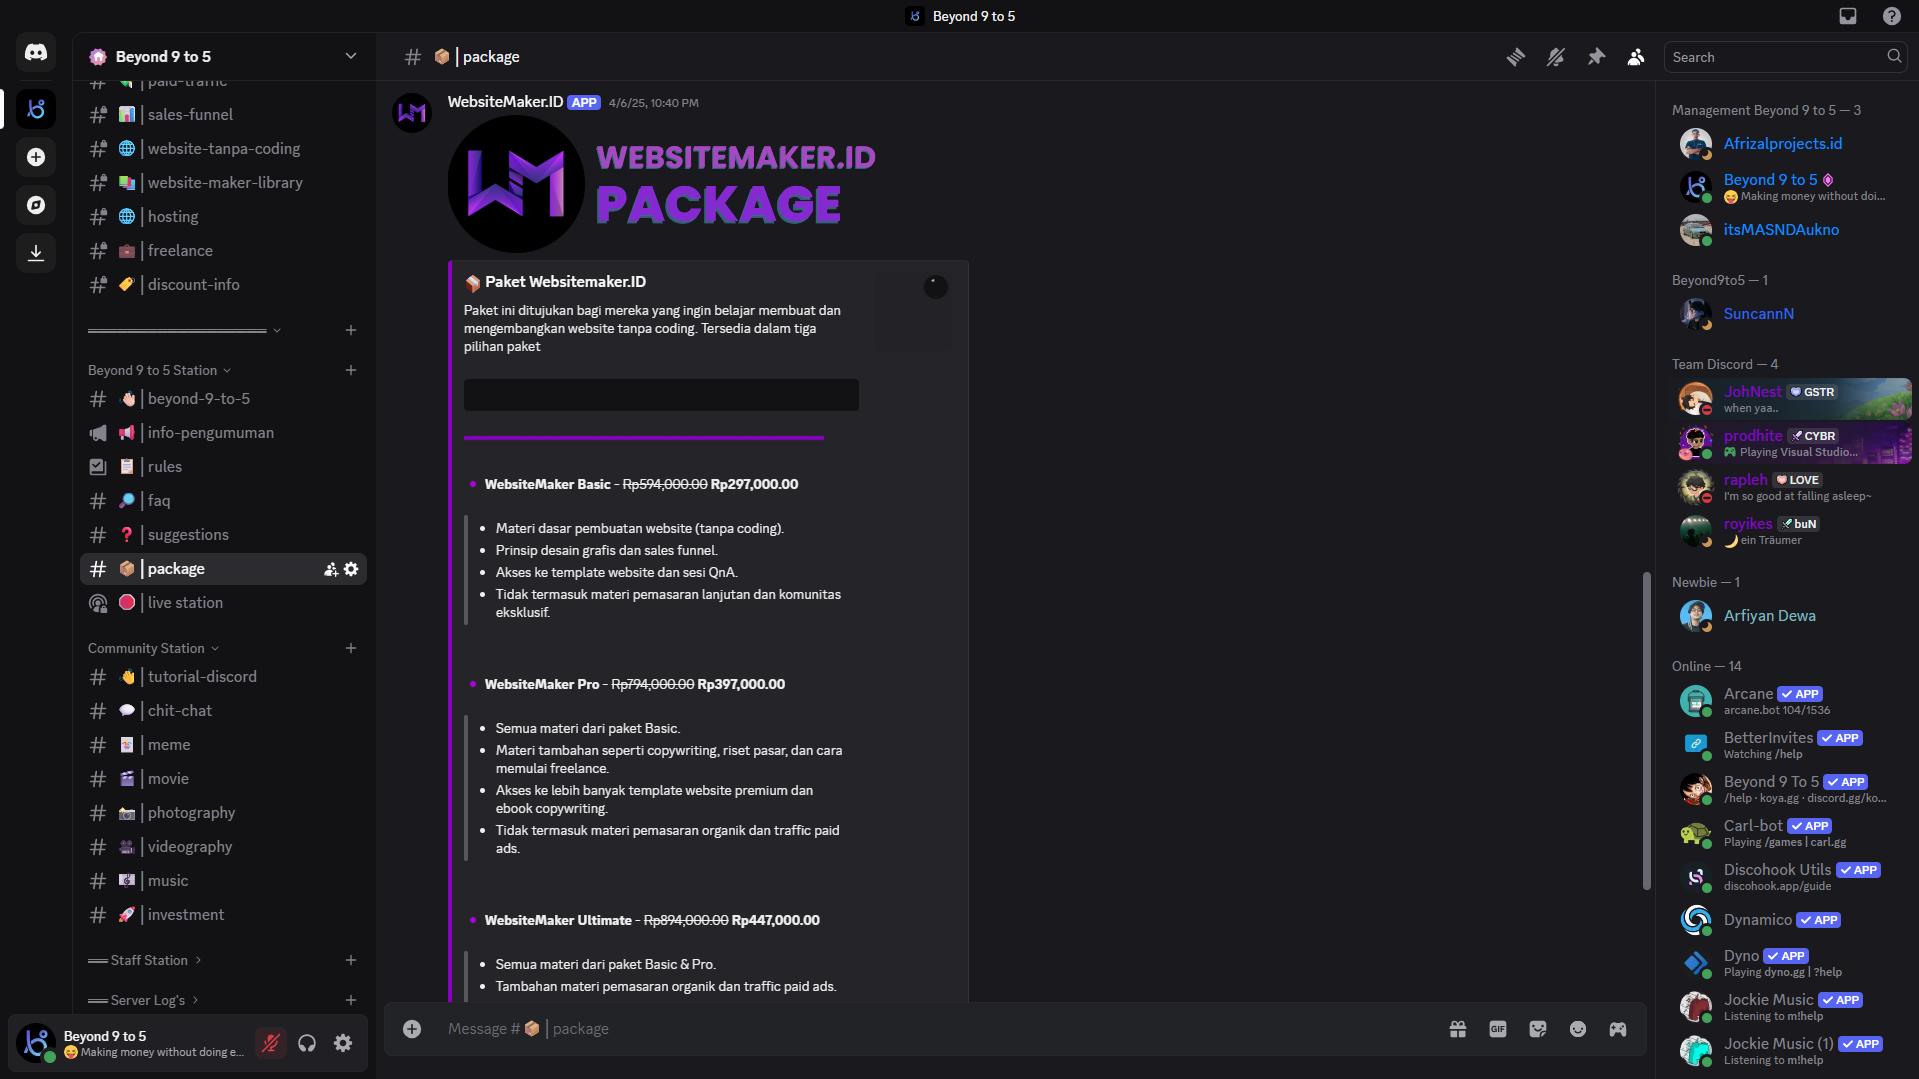 Beyond 9 to 5
Beyond 9 to 5
paid-traffic
sales-funnel
website-tanpa-coding
website-maker-library
hosting
freelance
discount-info
Beyond 9 to 5 Station
beyond-9-to-5
info-pengumuman
rules
faq
suggestions
package
live station
Community Station
tutorial-discord
chit-chat
meme
movie
photography
videography
music
investment
Staff Station
Server Log's
Beyond 9 to 5
Making money without doing e...
package
Search
WebsiteMaker.ID APP 4/6/25, 10:40 PM
WEBSITEMAKER.ID
PACKAGE
Paket Websitemaker.ID
Paket ini ditujukan bagi mereka yang ingin belajar membuat dan
mengembangkan website tanpa coding. Tersedia dalam tiga
pilihan paket
WebsiteMaker Basic - Rp594,000.00 Rp297,000.00
Materi dasar pembuatan website (tanpa coding).
Prinsip desain grafis dan sales funnel.
Akses ke template website dan sesi QnA.
Tidak termasuk materi pemasaran lanjutan dan komunitas
eksklusif.
WebsiteMaker Pro - Rp794,000.00 Rp397,000.00
Semua materi dari paket Basic.
Materi tambahan seperti copywriting, riset pasar, dan cara
memulai freelance.
Akses ke lebih banyak template website premium dan
ebook copywriting.
Tidak termasuk materi pemasaran organik dan traffic paid
ads.
WebsiteMaker Ultimate - Rp894,000.00 Rp447,000.00
Semua materi dari paket Basic & Pro.
Tambahan materi pemasaran organik dan traffic paid ads.
Message # package
GIF
Management Beyond 9 to 5 — 3
Afrizalprojects.id
Beyond 9 to 5
Making money without doi...
itsMASNDAukno
Beyond9to5 — 1
SuncannN
Team Discord — 4
JohNest GSTR
when yaa..
prodhite CYBR
Playing Visual Studio...
rapleh LOVE
I'm so good at falling asleep~
royikes buN
ein Träumer
Newbie — 1
Arfiyan Dewa
Online — 14
Arcane APP
arcane.bot 104/1536
BetterInvites APP
Watching /help
Beyond 9 To 5 APP
/help · koya.gg · discord.gg/ko...
Carl-bot APP
Playing /games | carl.gg
Discohook Utils APP
discohook.app/guide
Dynamico APP
Dyno APP
Playing dyno.gg | ?help
Jockie Music APP
Listening to m!help
Jockie Music (1) APP
Listening to m!help